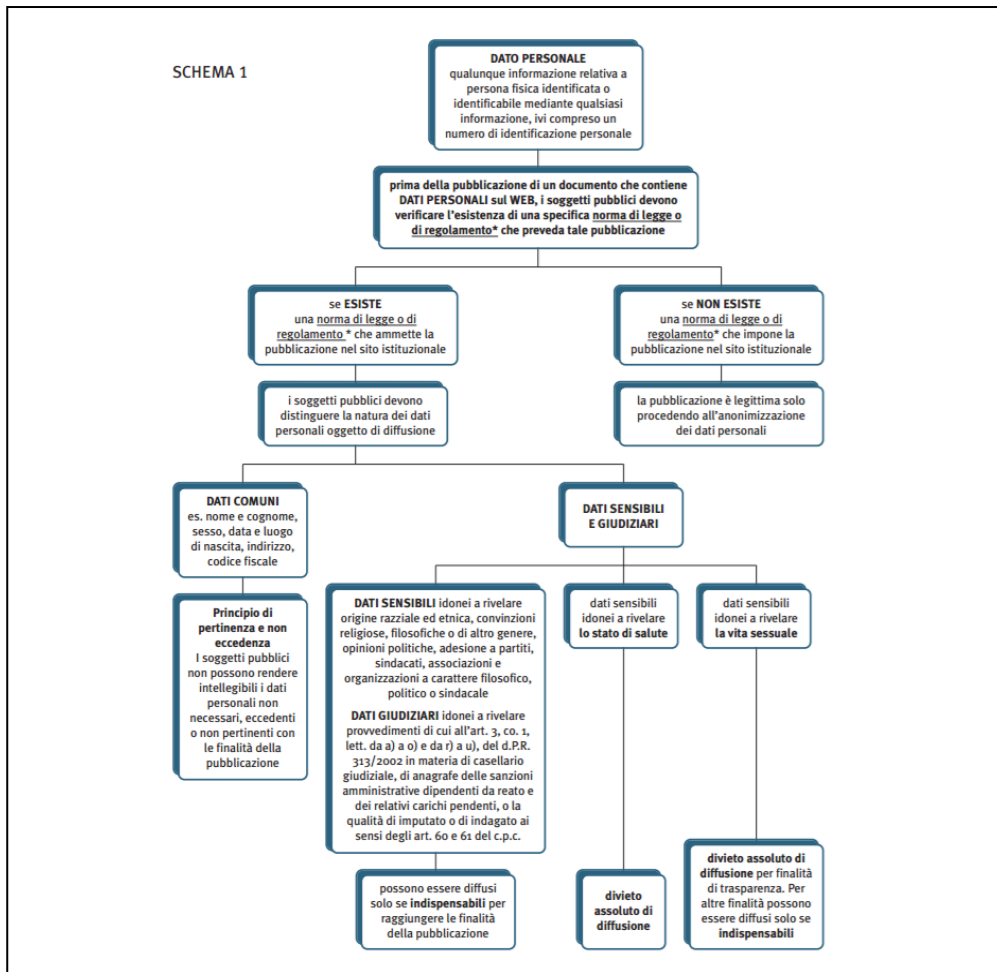 SCHEMA 1
DATO PERSONALE
qualunque informazione relativa a
persona fisica identificata o
identificabile mediante qualsiasi
informazione, ivi compreso un
numero di identificazione personale
prima della pubblicazione di un documento che contiene
DATI PERSONALI sul WEB, i soggetti pubblici devono
verificare l'esistenza di una specifica norma di legge o
di regolamento* che preveda tale pubblicazione
se ESISTE
una norma di legge o di
regolamento * che ammette la
pubblicazione nel sito istituzionale
se NON ESISTE
una norma di legge o di
regolamento* che impone la
pubblicazione nel sito istituzionale
i soggetti pubblici devono
distinguere la natura dei dati
personali oggetto di diffusione
la pubblicazione è legittima solo
procedendo all'anonimizzazione
dei dati personali
DATI COMUNI
es. nome e cognome,
sesso, data e luogo
di nascita, indirizzo,
codice fiscale
DATI SENSIBILI
E GIUDIZIARI
Principio di
pertinenza e non
eccedenza
I soggetti pubblici
non possono rendere
intellegibili i dati
personali non
necessari, eccedenti
o non pertinenti con
le finalità della
pubblicazione
DATI SENSIBILI idonei a rivelare
origine razziale ed etnica, convinzioni
religiose, filosofiche o di altro genere,
opinioni politiche, adesione a partiti,
sindacati, associazioni e
organizzazioni a carattere filosofico,
politico o sindacale
DATI GIUDIZIARI idonei a rivelare
provvedimenti di cui all'art. 3, co. 1,
lett. da a) a o) e da r) a u), del d.P.R.
313/2002 in materia di casellario
giudiziale, di anagrafe delle sanzioni
amministrative dipendenti da reato e
dei relativi carichi pendenti, o la
qualità di imputato o di indagato ai
sensi degli art. 60 e 61 del c.p.c.
dati sensibili
idonei a rivelare
lo stato di salute
dati sensibili
idonei a rivelare
la vita sessuale
possono essere diffusi
solo se indispensabili per
raggiungere le finalità
della pubblicazione
divieto
assoluto di
diffusione
divieto assoluto di
diffusione per finalità
di trasparenza. Per
altre finalità possono
essere diffusi solo se
indispensabili